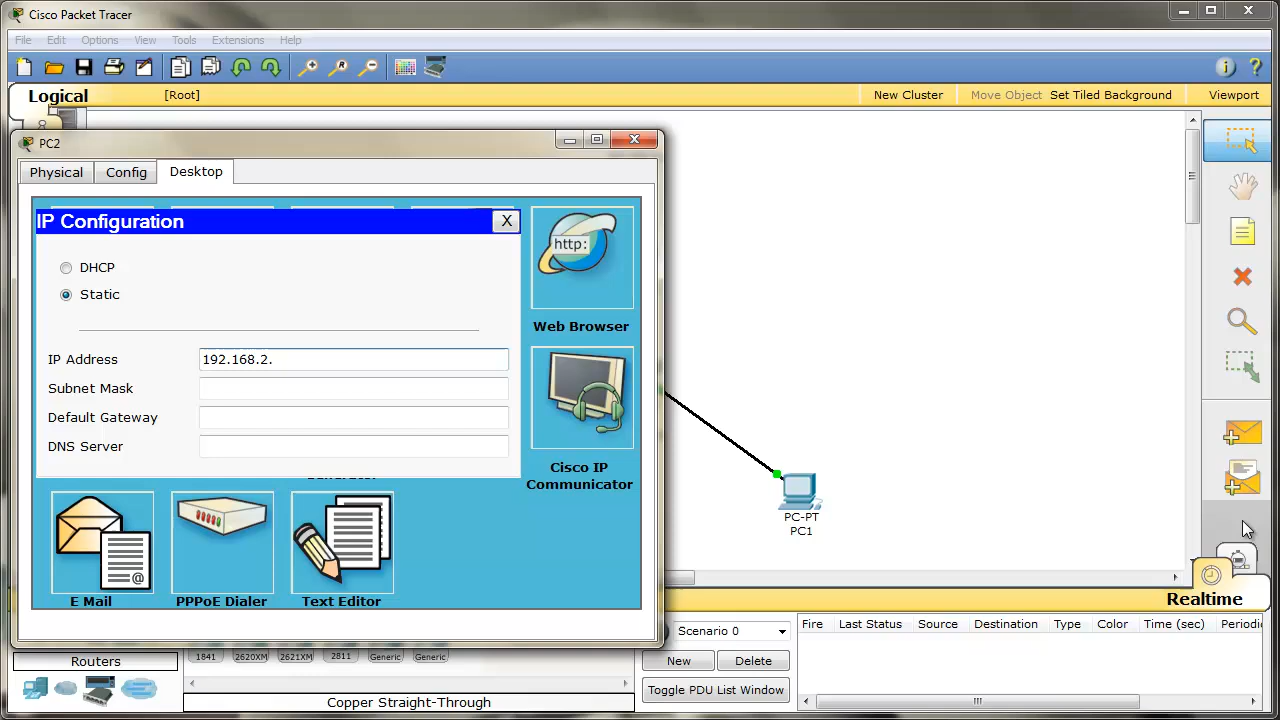 Cisco Packet Tracer
File Edit Options View Tools Extensions Help
Logical [Root] New Cluster Move Object Set Tiled Background Viewport
PC2
Physical Config Desktop
IP Configuration X
http:
DHCP
Static
Web Browser
IP Address 192.168.2.
Subnet Mask
Default Gateway
DNS Server
Cisco IP
Communicator
PC-PT
PC1
@
E Mail PPPoE Dialer Text Editor
Realtime
Scenario 0 Fire Last Status Source Destination Type Color Time (sec) Periodic
Routers 1841 2620XM 2621XM 2811 Generic Generic New Delete
Toggle PDU List Window
Copper Straight-Through